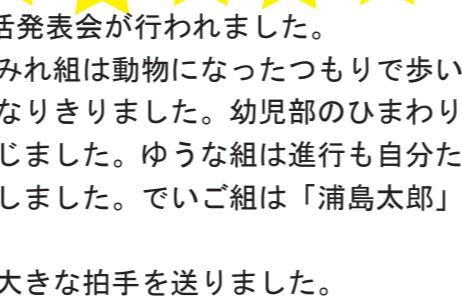 活発表会が行われました。
みれ組は動物になったつもりで歩い
なりきりました。幼児部のひまわり
じました。ゆうな組は進行も自分た
しました。でいご組は「浦島太郎」
大きな拍手を送りました。